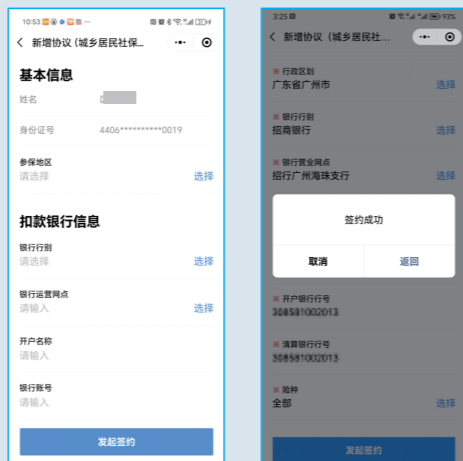 10:53
新增协议（城乡居民社保...
基本信息
姓名
身份证号 4406**********0019
参保地区
请选择 选择
扣款银行信息
银行行别
请选择 选择
银行运营网点
请输入 选择
开户名称
请输入
银行账号
请输入
发起签约
3:25
93%
新增协议（城乡居民社...
※ 行政区划
广东省广州市 选择
※ 银行行别
招商银行 选择
※ 银行营业网点
招行广州海珠支行 选择
签约成功
取消 返回
※ 开户银行行号
308581002013
※ 清算银行行号
308581002013
※ 险种
全部 选择
发起签约